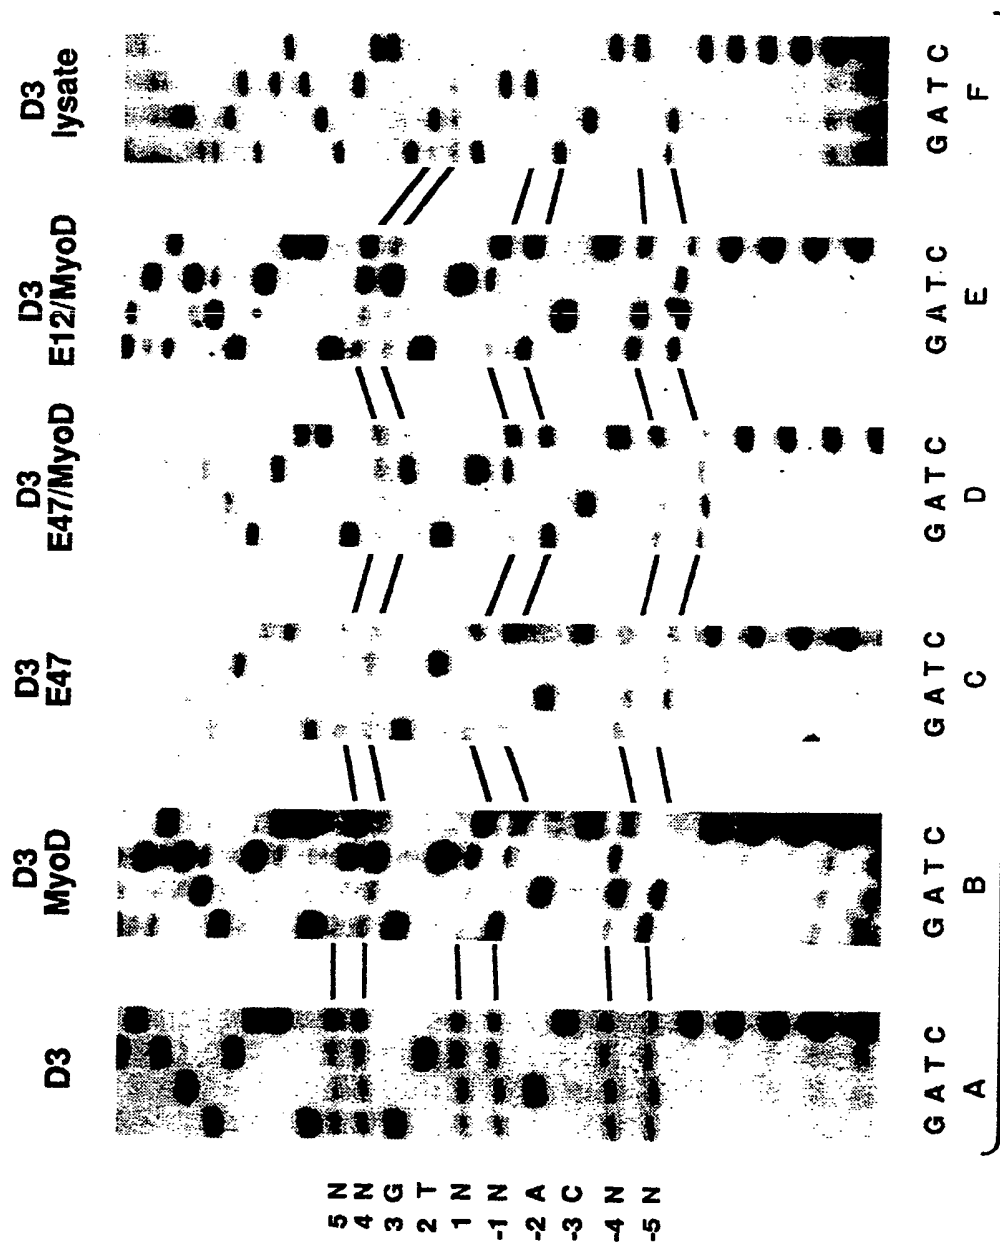 D3
D3
MyoD
D3
E47
D3
E47/MyoD
D3
E12/MyoD
D3
lysate
5 N
4 N
3 G
2 T
1 N
-1 N
-2 A
-3 C
-4 N
-5 N
G A T C
G A T C
G A T C
G A T C
G A T C
G A T C
A
B
C
D
E
F